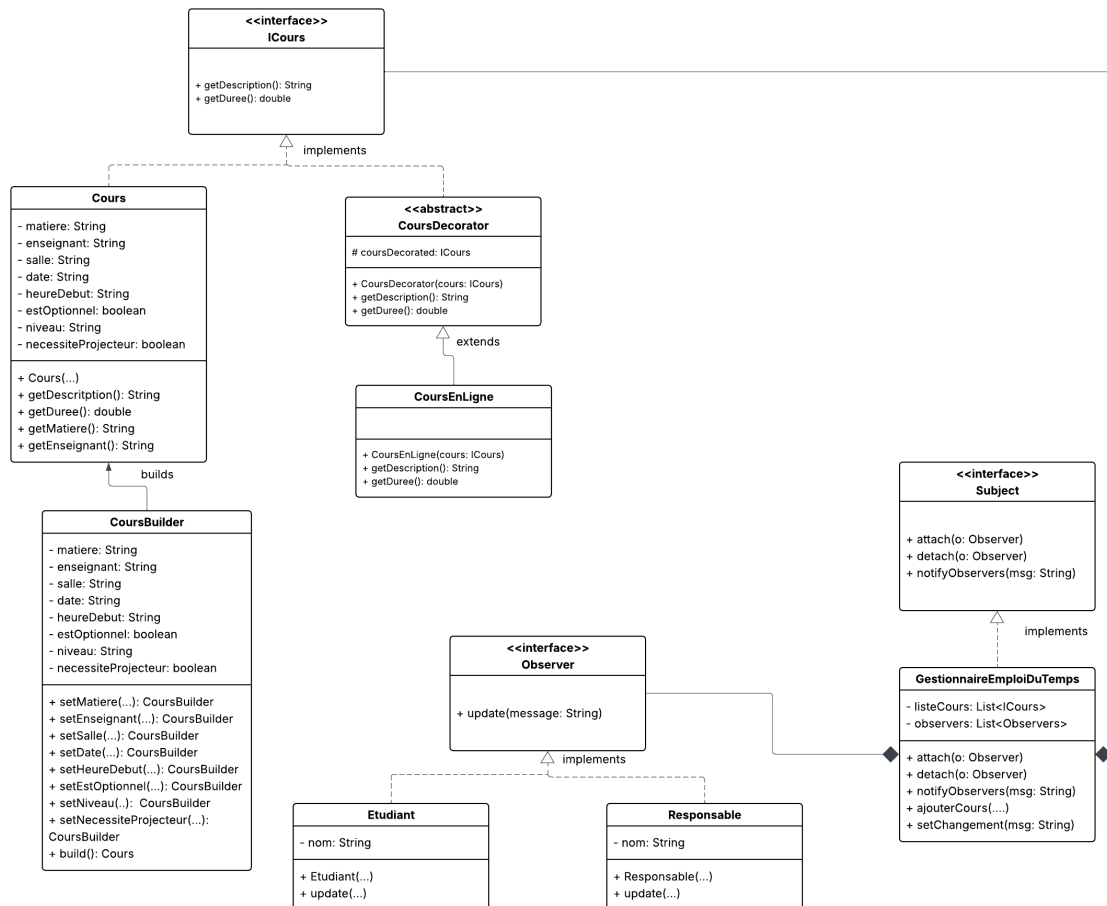 <<interface>>
ICours
+ getDescription(): String
+ getDuree(): double
implements
Cours
- matiere: String
- enseignant: String
- salle: String
- date: String
- heureDebut: String
- estOptionnel: boolean
- niveau: String
- necessiteProjecteur: boolean
+ Cours(...)
+ getDescritption(): String
+ getDuree(): double
+ getMatiere(): String
+ getEnseignant(): String
<<abstract>>
CoursDecorator
# coursDecorated: ICours
+ CoursDecorator(cours: ICours)
+ getDescription(): String
+ getDuree(): double
extends
CoursEnLigne
+ CoursEnLigne(cours: ICours)
+ getDescription(): String
+ getDuree(): double
builds
CoursBuilder
- matiere: String
- enseignant: String
- salle: String
- date: String
- heureDebut: String
- estOptionnel: boolean
- niveau: String
- necessiteProjecteur: boolean
+ setMatiere(...): CoursBuilder
+ setEnseignant(...): CoursBuilder
+ setSalle(...): CoursBuilder
+ setDate(...): CoursBuilder
+ setHeureDebut(...): CoursBuilder
+ setEstOptionnel(...): CoursBuilder
+ setNiveau(..):  CoursBuilder
+ setNecessiteProjecteur(...):
CoursBuilder
+ build(): Cours
<<interface>>
Subject
+ attach(o: Observer)
+ detach(o: Observer)
+ notifyObservers(msg: String)
implements
<<interface>>
Observer
+ update(message: String)
implements
GestionnaireEmploiDuTemps
- listeCours: List<ICours>
- observers: List<Observers>
+ attach(o: Observer)
+ detach(o: Observer)
+ notifyObservers(msg: String)
+ ajouterCours(....)
+ setChangement(msg: String)
Etudiant
- nom: String
+ Etudiant(...)
+ update(...)
Responsable
- nom: String
+ Responsable(...)
+ update(...)